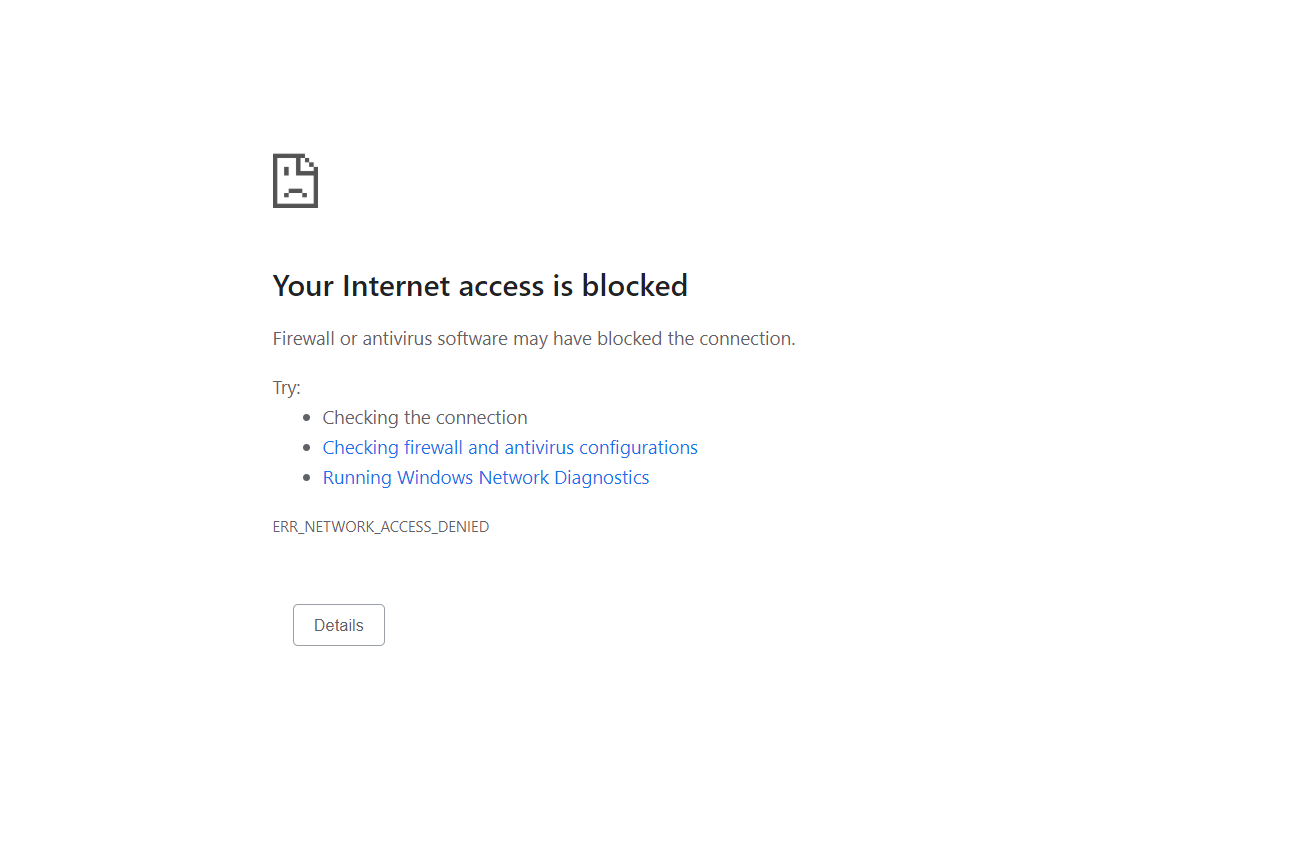 Your Internet access is blocked
Firewall or antivirus software may have blocked the connection.
Try:
Checking the connection
Checking firewall and antivirus configurations
Running Windows Network Diagnostics
ERR_NETWORK_ACCESS_DENIED
Details